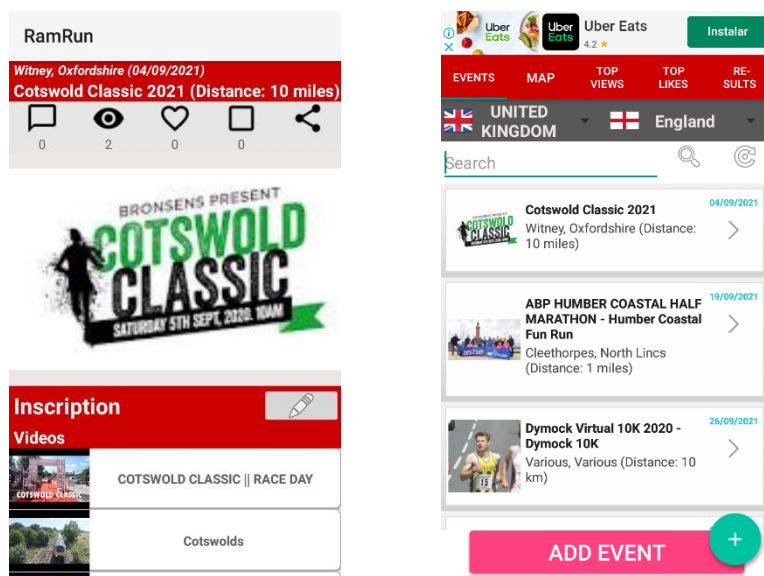 RamRun
Witney, Oxfordshire (04/09/2021)
Cotswold Classic 2021 (Distance: 10 miles)
0
2
0
0
BRONSENS PRESENT
COTSWOLD
CLASSIC
SATURDAY 5TH SEPT, 2020. 10AM
Inscription
Videos
COTSWOLD CLASSIC
COTSWOLD CLASSIC || RACE DAY
Cotswolds
Uber
Eats
Uber
Eats
Uber Eats
4.2 ★
Instalar
EVENTS
MAP
TOP
VIEWS
TOP
LIKES
RE-
SULTS
UNITED
KINGDOM
England
Search
04/09/2021
COTSWOLD
CLASSIC
Cotswold Classic 2021
Witney, Oxfordshire (Distance:
10 miles)
19/09/2021
ABP HUMBER COASTAL HALF
MARATHON - Humber Coastal
Fun Run
Cleethorpes, North Lincs
(Distance: 1 miles)
26/09/2021
Dymock Virtual 10K 2020 -
Dymock 10K
Various, Various (Distance: 10
km)
15
ADD EVENT
+